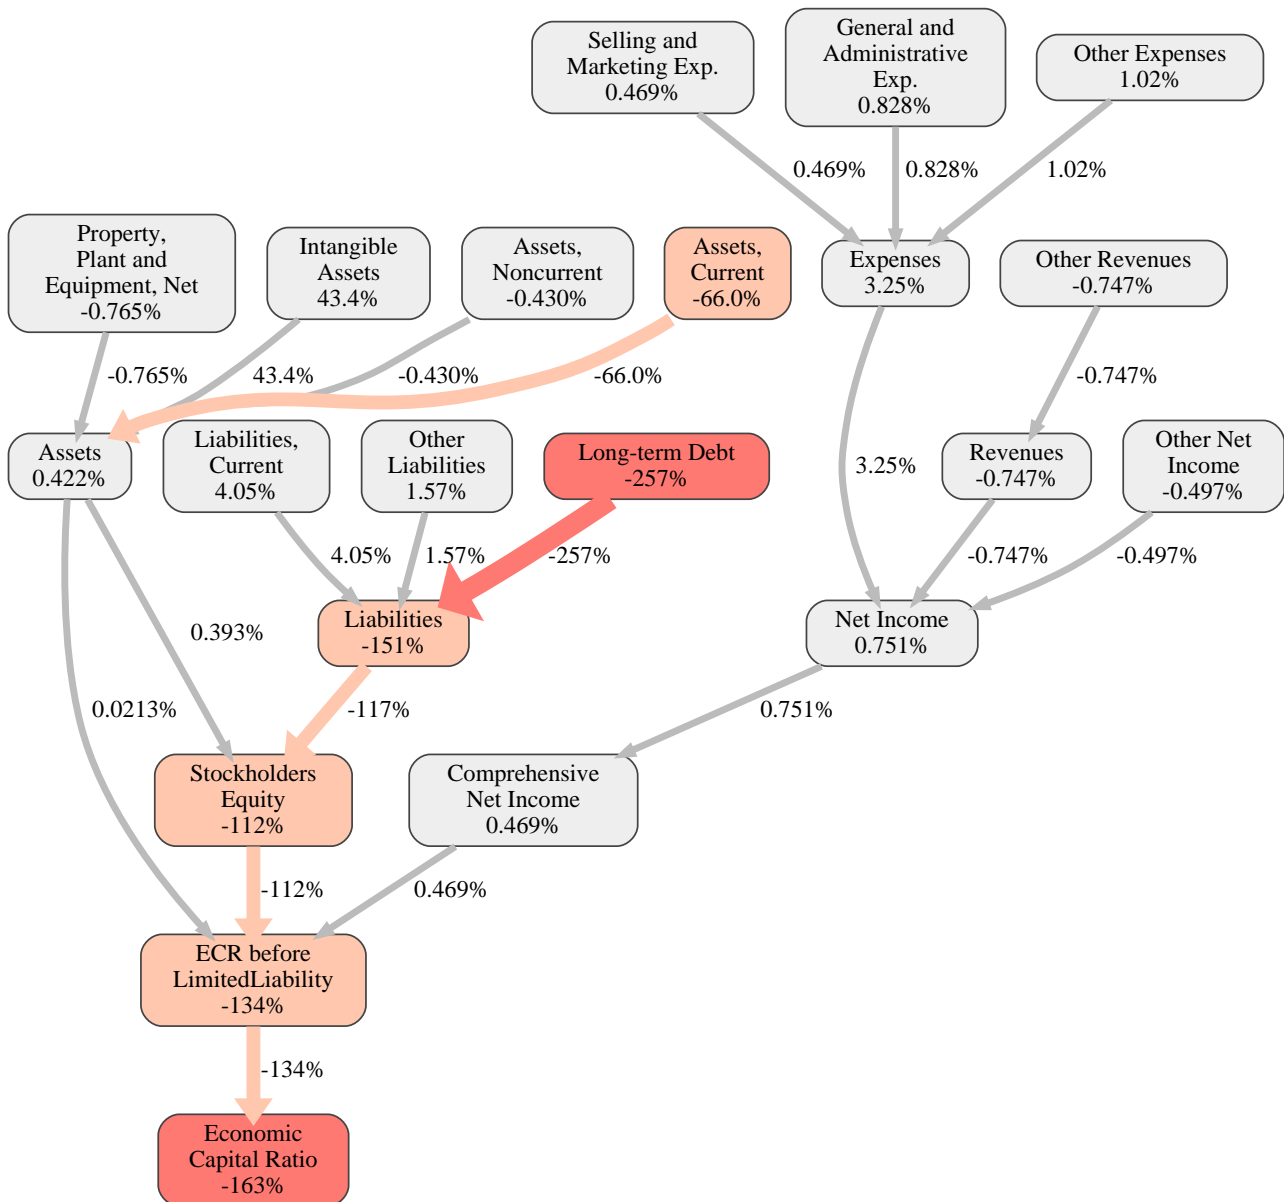 Selling and
Marketing Exp.
0.469%
General and
Administrative
Exp.
0.828%
Other Expenses
1.02%
0.469%
0.828%
1.02%
Property,
Plant and
Equipment, Net
-0.765%
Intangible
Assets
43.4%
Assets,
Noncurrent
-0.430%
Assets,
Current
-66.0%
Expenses
3.25%
Other Revenues
-0.747%
-0.765%
43.4%
-0.430%
-66.0%
-0.747%
Assets
0.422%
Liabilities,
Current
4.05%
Other
Liabilities
1.57%
Long-term Debt
-257%
3.25%
Revenues
-0.747%
Other Net
Income
-0.497%
4.05%
1.57%
-257%
-0.747%
-0.497%
0.393%
Liabilities
-151%
Net Income
0.751%
0.0213%
-117%
0.751%
Stockholders
Equity
-112%
Comprehensive
Net Income
0.469%
-112%
0.469%
ECR before
LimitedLiability
-134%
-134%
Economic
Capital Ratio
-163%